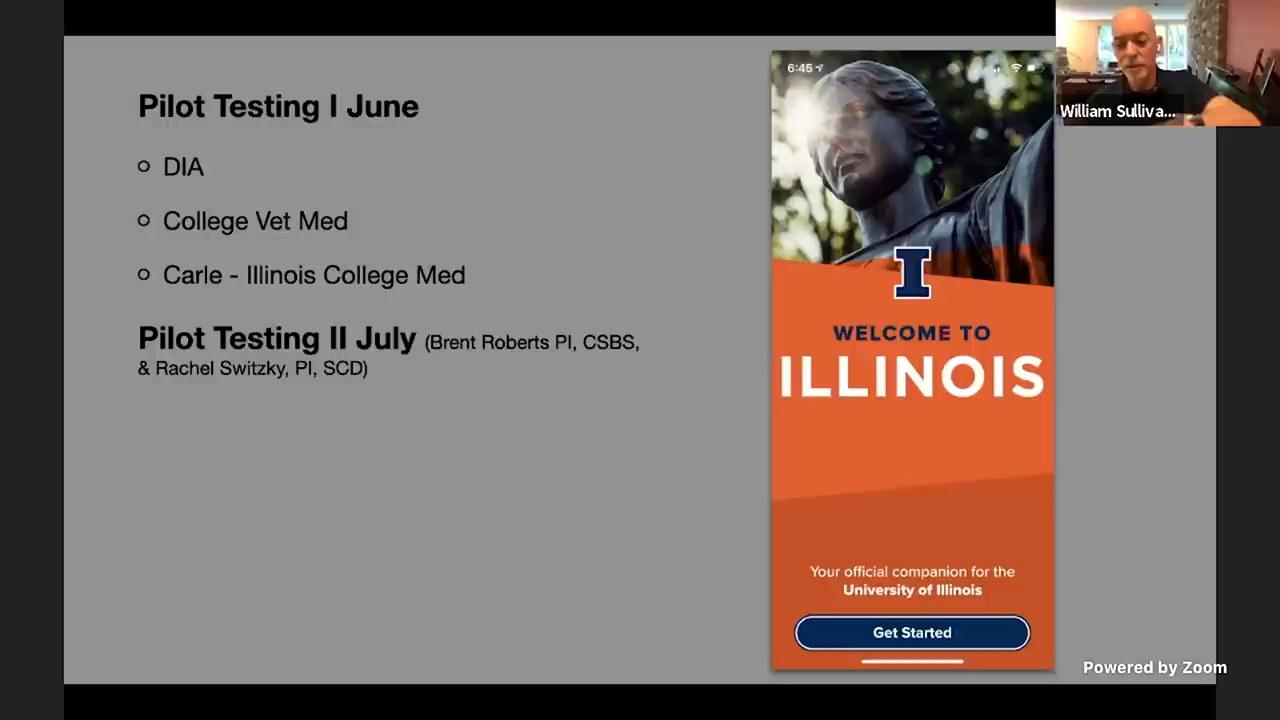 Pilot Testing I June
DIA
College Vet Med
Carle - Illinois College Med
Pilot Testing II July (Brent Roberts PI, CSBS,
& Rachel Switzky, PI, SCD)
6:45
I
WELCOME TO
ILLINOIS
Your official companion for the
University of Illinois
Get Started
William Sulliva...
Powered by Zoom